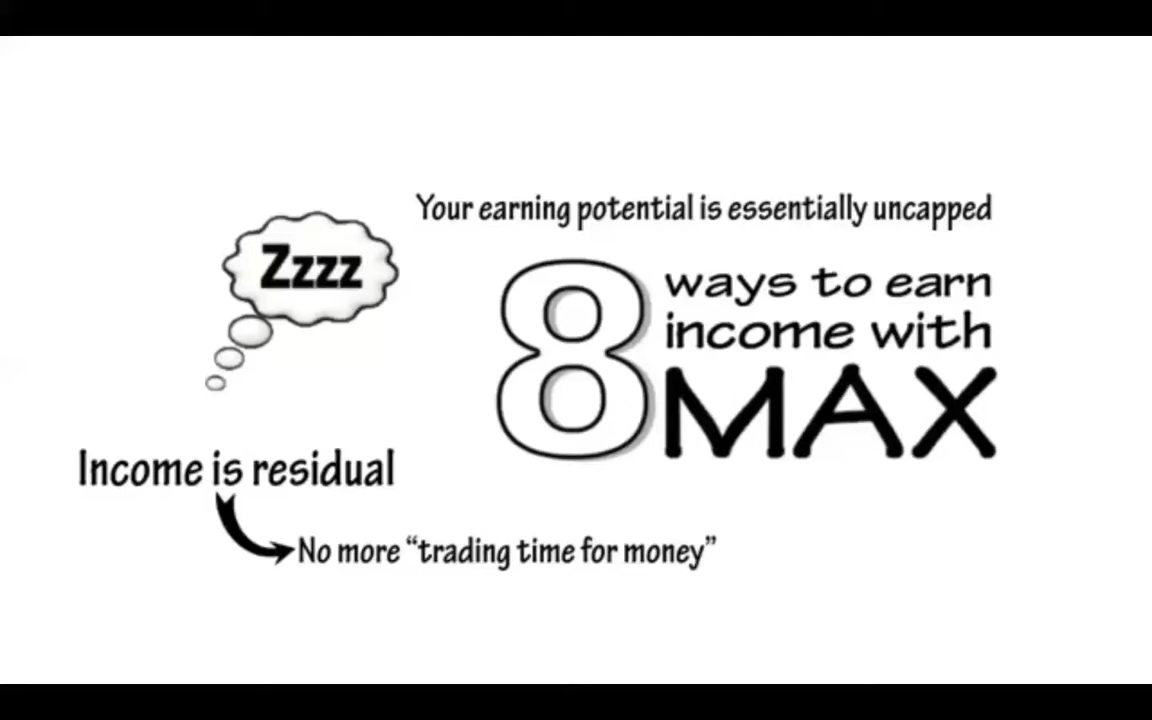 Your earning potential is essentially uncapped
Zzzz
8 ways to earn
income with
MAX
Income is residual
No more “trading time for money”